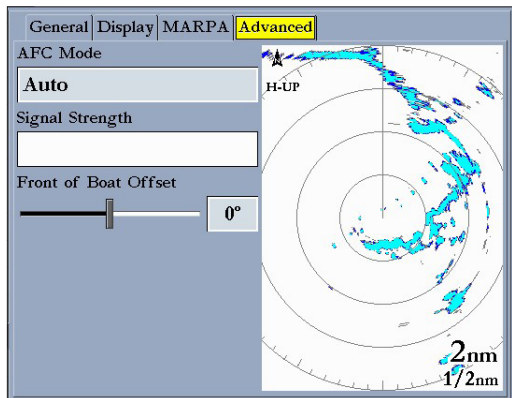 General Display MARPA Advanced
AFC Mode
Auto
Signal Strength
Front of Boat Offset
0°
H-UP
2nm
1/2nm